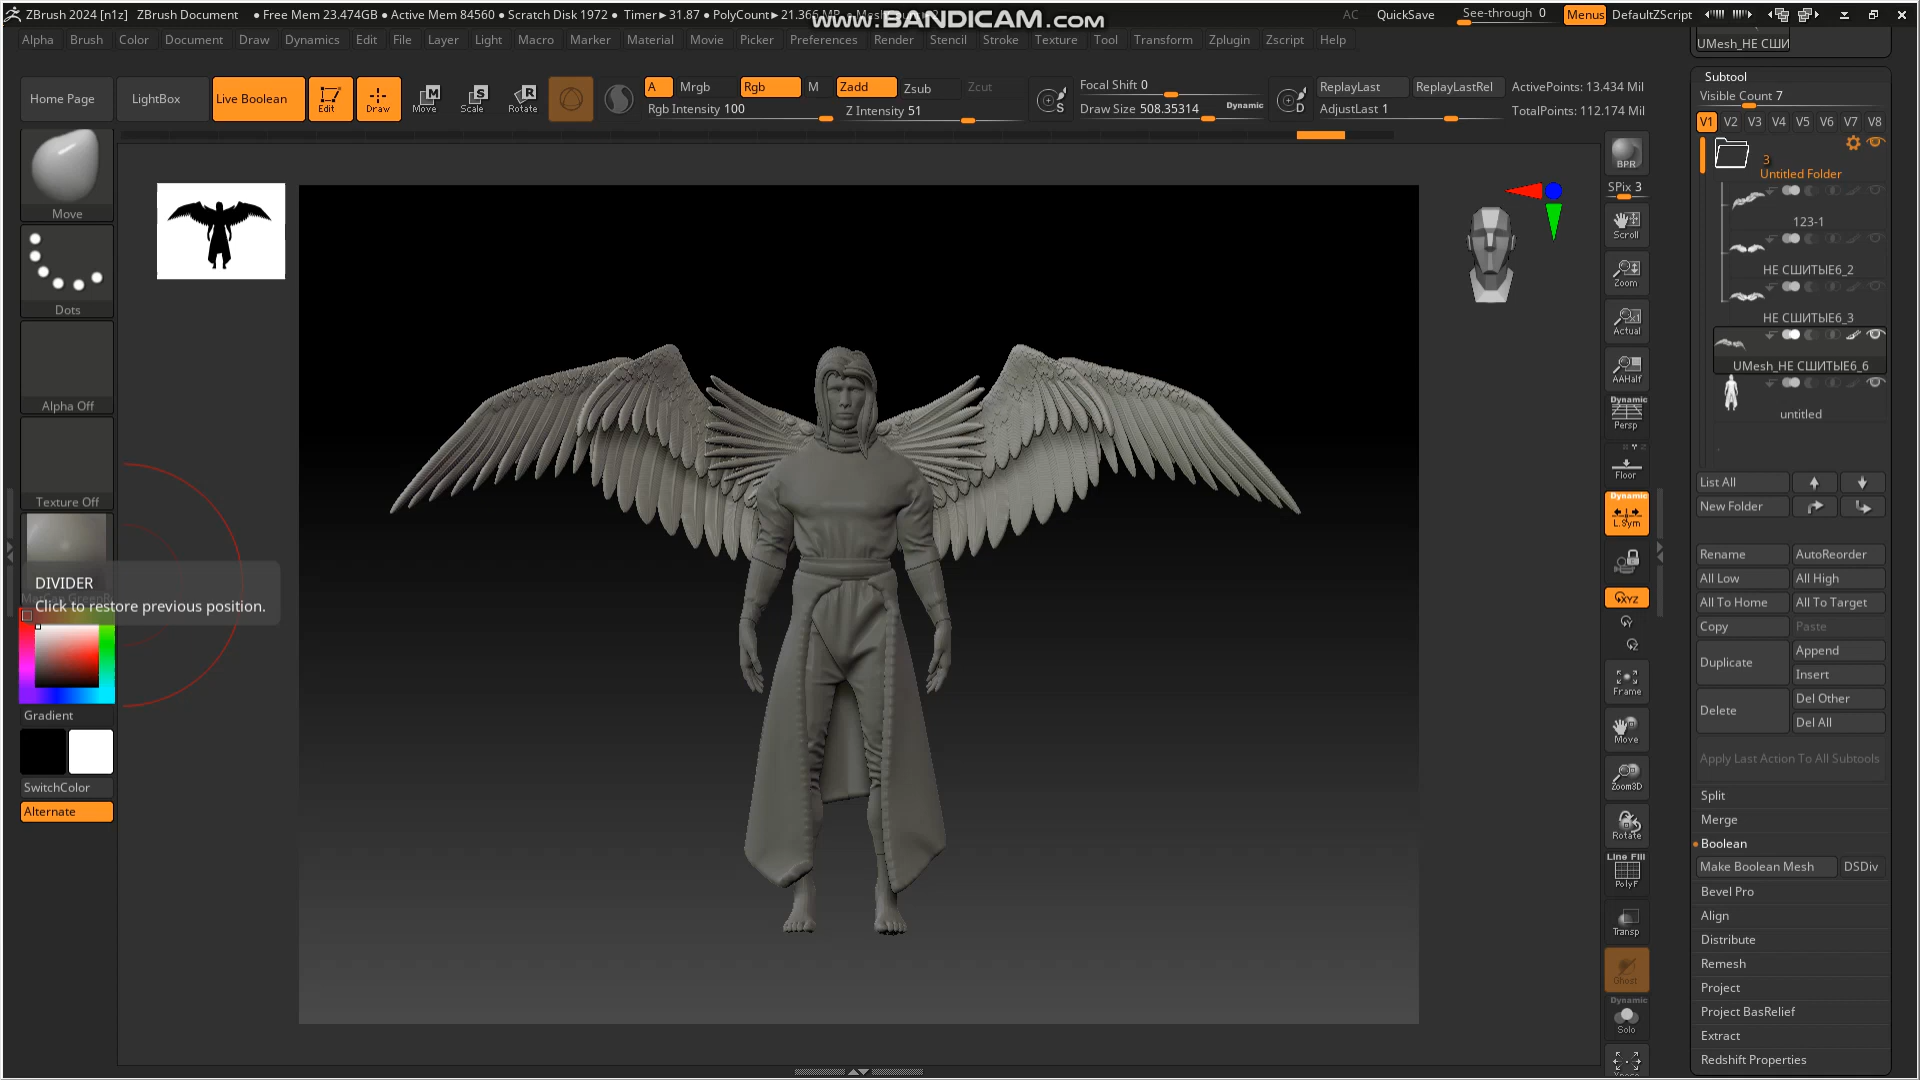 ZBrush 2024 [n1z] ZBrush Document ● Free Mem 23.474GB ● Active Mem 84560 ● Scratch Disk 1972 ● Timer▶31.87 ● PolyCount▶21.366
www.BANDICAM.com
AC QuickSave See-through 0 Menus DefaultZScript
Alpha Brush Color Document Draw Dynamics Edit File Layer Light Macro Marker Material Movie Picker Preferences Render Stencil Stroke Texture Tool Transform Zplugin Zscript Help
Home Page LightBox Live Boolean Edit Draw Move Scale Rotate
M S R
A Mrgb Rgb M Zadd Zsub Zcut
Rgb Intensity 100 Z Intensity 51
S
Focal Shift 0
Draw Size 508.35314 Dynamic
D
ReplayLast ReplayLastRel
AdjustLast 1
ActivePoints: 13.434 Mil
TotalPoints: 112.174 Mil
Move
Dots
Alpha Off
Texture Off
DIVIDER
Click to restore previous position.
Gradient
SwitchColor
Alternate
BPR
SPix 3
Scroll
Zoom
Actual
AAHalf
Dynamic
Persp
Floor
Dynamic
L.Sym
XYZ
Y
Z
Frame
Move
Zoom3D
Rotate
Line Fill
PolyF
Transp
Ghost
Dynamic
Solo
UMesh_НЕ СШИ
Subtool
Visible Count 7
V1 V2 V3 V4 V5 V6 V7 V8
3
Untitled Folder
123-1
НЕ СШИТЫЕ6_2
НЕ СШИТЫЕ6_3
UMesh_НЕ СШИТЫЕ6_6
untitled
List All
New Folder
Rename AutoReorder
All Low All High
All To Home All To Target
Copy Paste
Duplicate Append
Insert
Delete Del Other
Del All
Apply Last Action To All Subtools
Split
Merge
Boolean
Make Boolean Mesh DSDiv
Bevel Pro
Align
Distribute
Remesh
Project
Project BasRelief
Extract
Redshift Properties